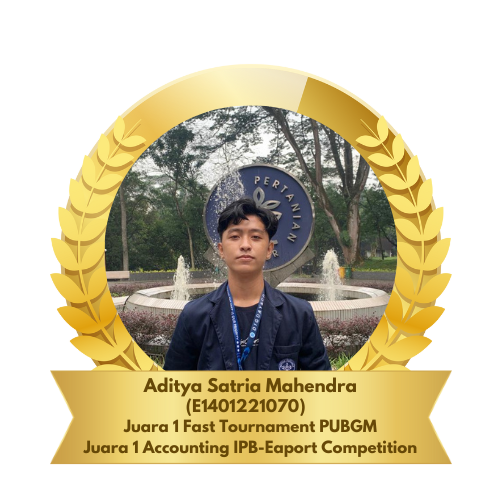 PERTANIAN
Aditya Satria Mahendra
(E1401221070)
Juara 1 Fast Tournament PUBGM
Juara 1 Accounting IPB-Eaport Competition